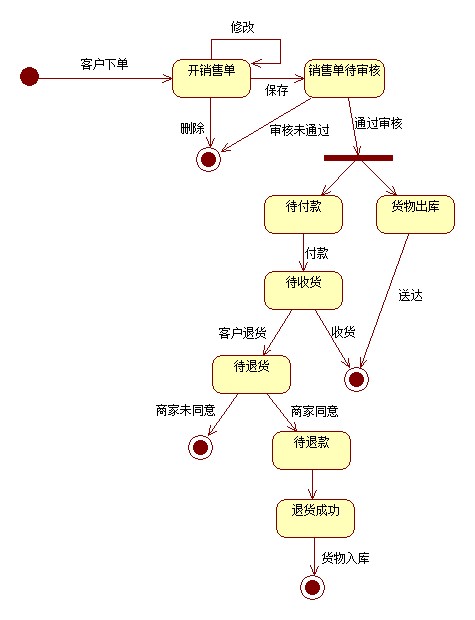 修改
客户下单
开销售单
销售单待审核
保存
删除
审核未通过
通过审核
待付款
货物出库
付款
待收货
送达
客户退货
收货
待退货
商家未同意
商家同意
待退款
退货成功
货物入库